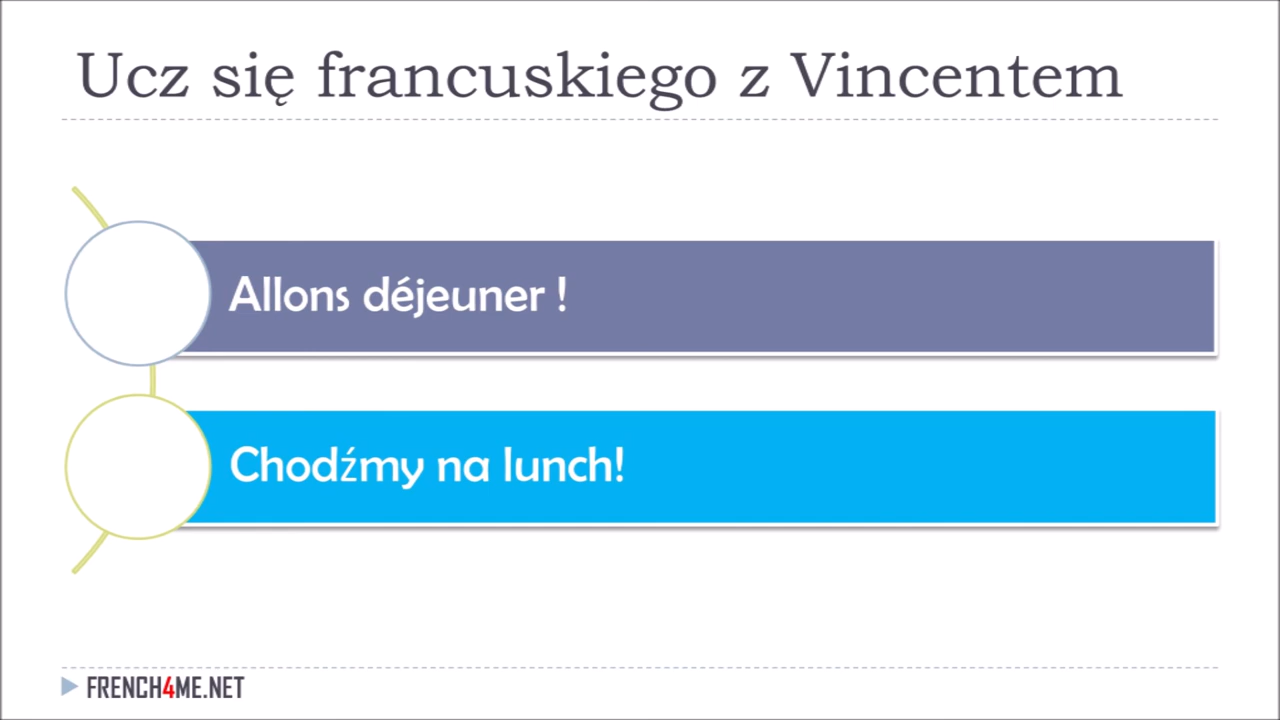 Ucz się francuskiego z Vincentem
Allons déjeuner !
Chodźmy na lunch!
FRENCH4ME.NET